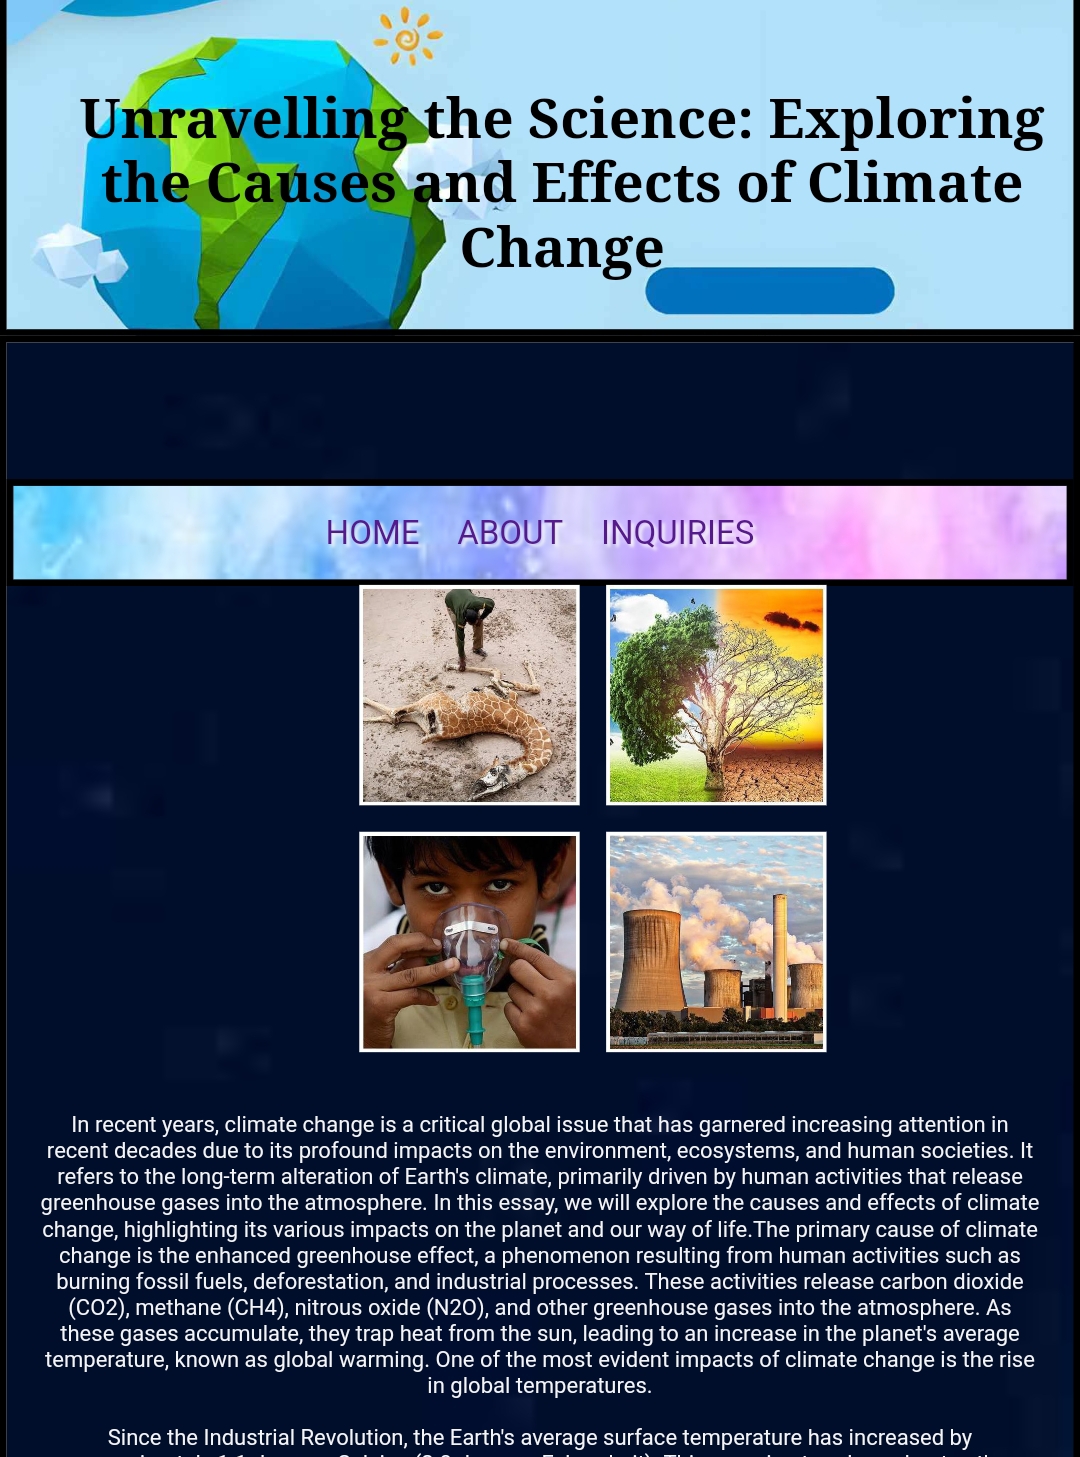 Unravelling the Science: Exploring
the Causes and Effects of Climate
Change
HOME ABOUT INQUIRIES
In recent years, climate change is a critical global issue that has garnered increasing attention in
recent decades due to its profound impacts on the environment, ecosystems, and human societies. It
refers to the long-term alteration of Earth's climate, primarily driven by human activities that release
greenhouse gases into the atmosphere. In this essay, we will explore the causes and effects of climate
change, highlighting its various impacts on the planet and our way of life.The primary cause of climate
change is the enhanced greenhouse effect, a phenomenon resulting from human activities such as
burning fossil fuels, deforestation, and industrial processes. These activities release carbon dioxide
(CO2), methane (CH4), nitrous oxide (N2O), and other greenhouse gases into the atmosphere. As
these gases accumulate, they trap heat from the sun, leading to an increase in the planet's average
temperature, known as global warming. One of the most evident impacts of climate change is the rise
in global temperatures.
Since the Industrial Revolution, the Earth's average surface temperature has increased by